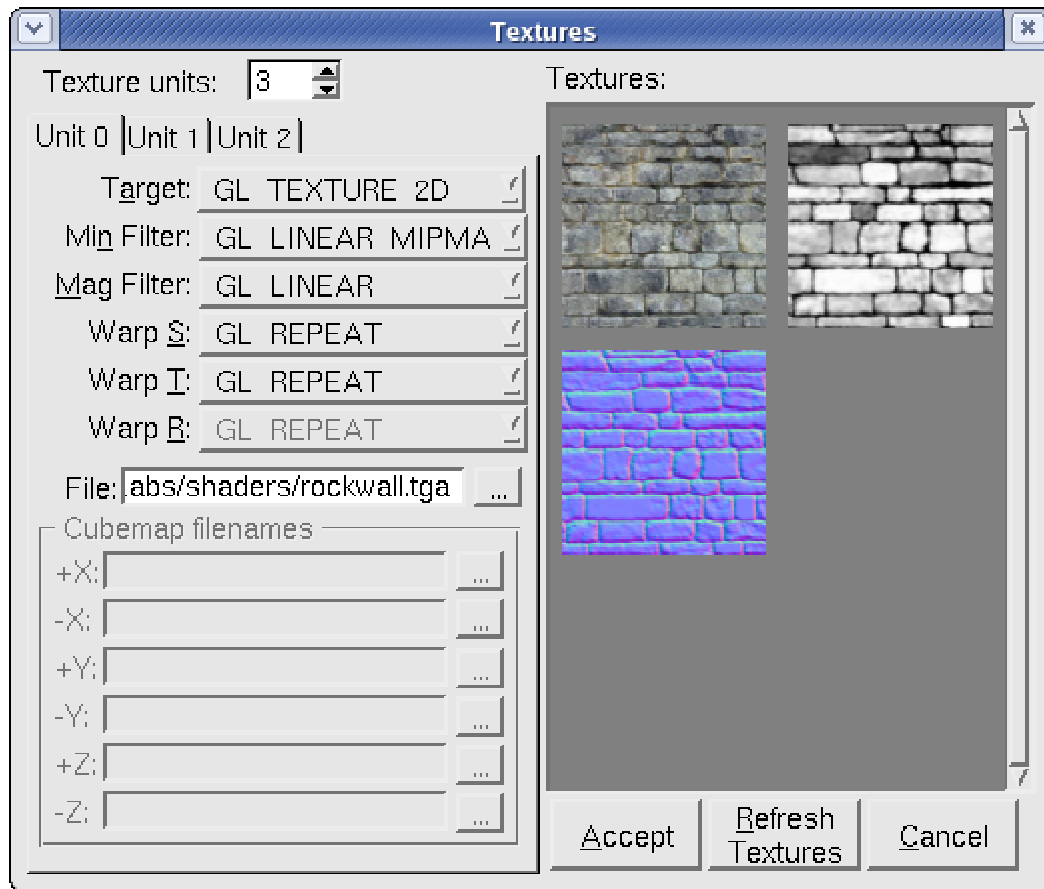 Textures
Texture units: 3
Unit 0 Unit 1 Unit 2
Target: GL TEXTURE 2D
Min Filter: GL LINEAR MIPMA
Mag Filter: GL LINEAR
Warp S: GL REPEAT
Warp T: GL REPEAT
Warp R: GL REPEAT
File: abs/shaders/rockwall.tga ...
Cubemap filenames
+X: ...
-X: ...
+Y: ...
-Y: ...
+Z: ...
-Z: ...
Textures:
Accept
Refresh
Textures
Cancel